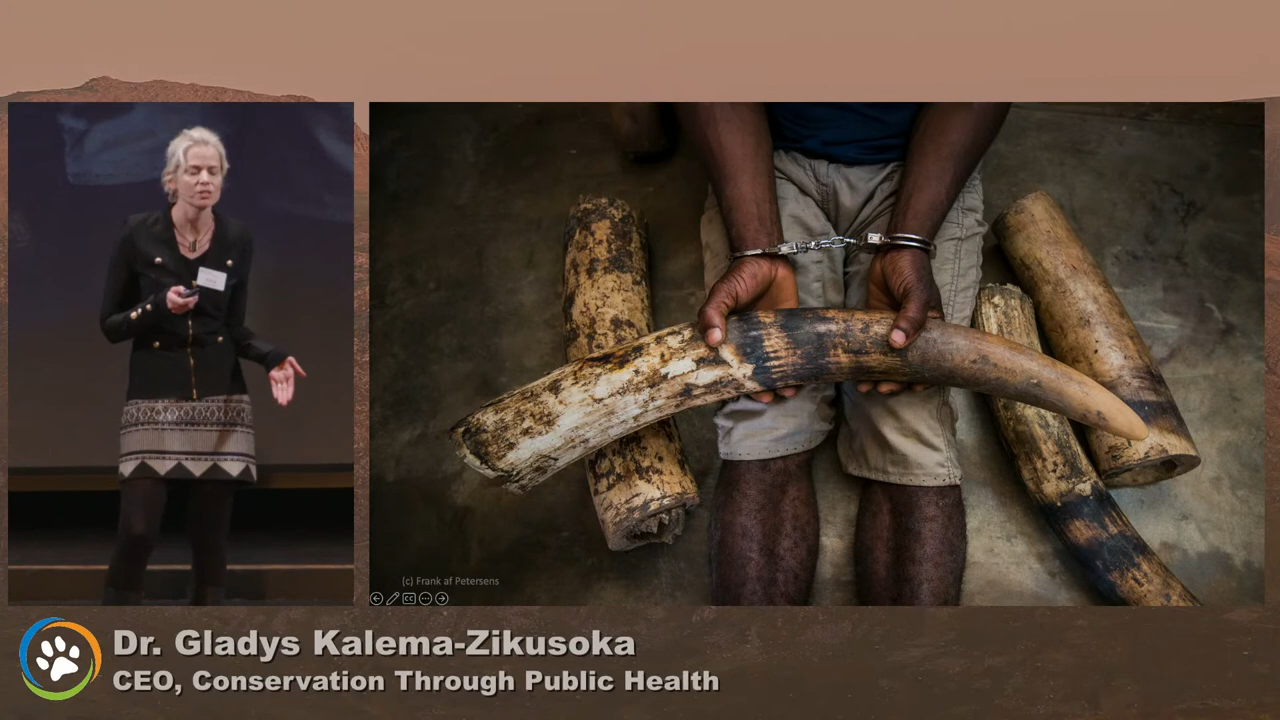 (c) Frank af Petersens
Dr. Gladys Kalema-Zikusoka
CEO, Conservation Through Public Health